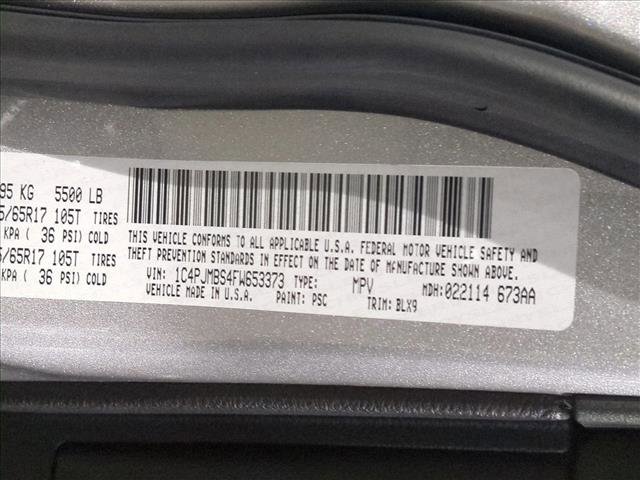 95 KG 5500 LB
5/65R17 105T TIRES
KPA ( 36 PSI) COLD
5/65R17 105T TIRES
KPA ( 36 PSI) COLD
THIS VEHICLE CONFORMS TO ALL APPLICABLE U.S.A. FEDERAL MOTOR VEHICLE SAFETY AND
THEFT PREVENTION STANDARDS IN EFFECT ON THE DATE OF MANUFACTURE SHOWN ABOVE.
VIN: 1C4PJMBS4FW653373 TYPE: MPV MDH: 022114 673AA
VEHICLE MADE IN U.S.A. PAINT: PSC TRIM: BLX9